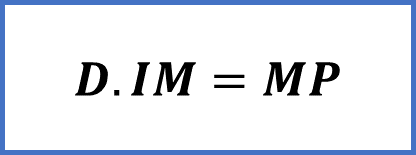 D.IM = MP